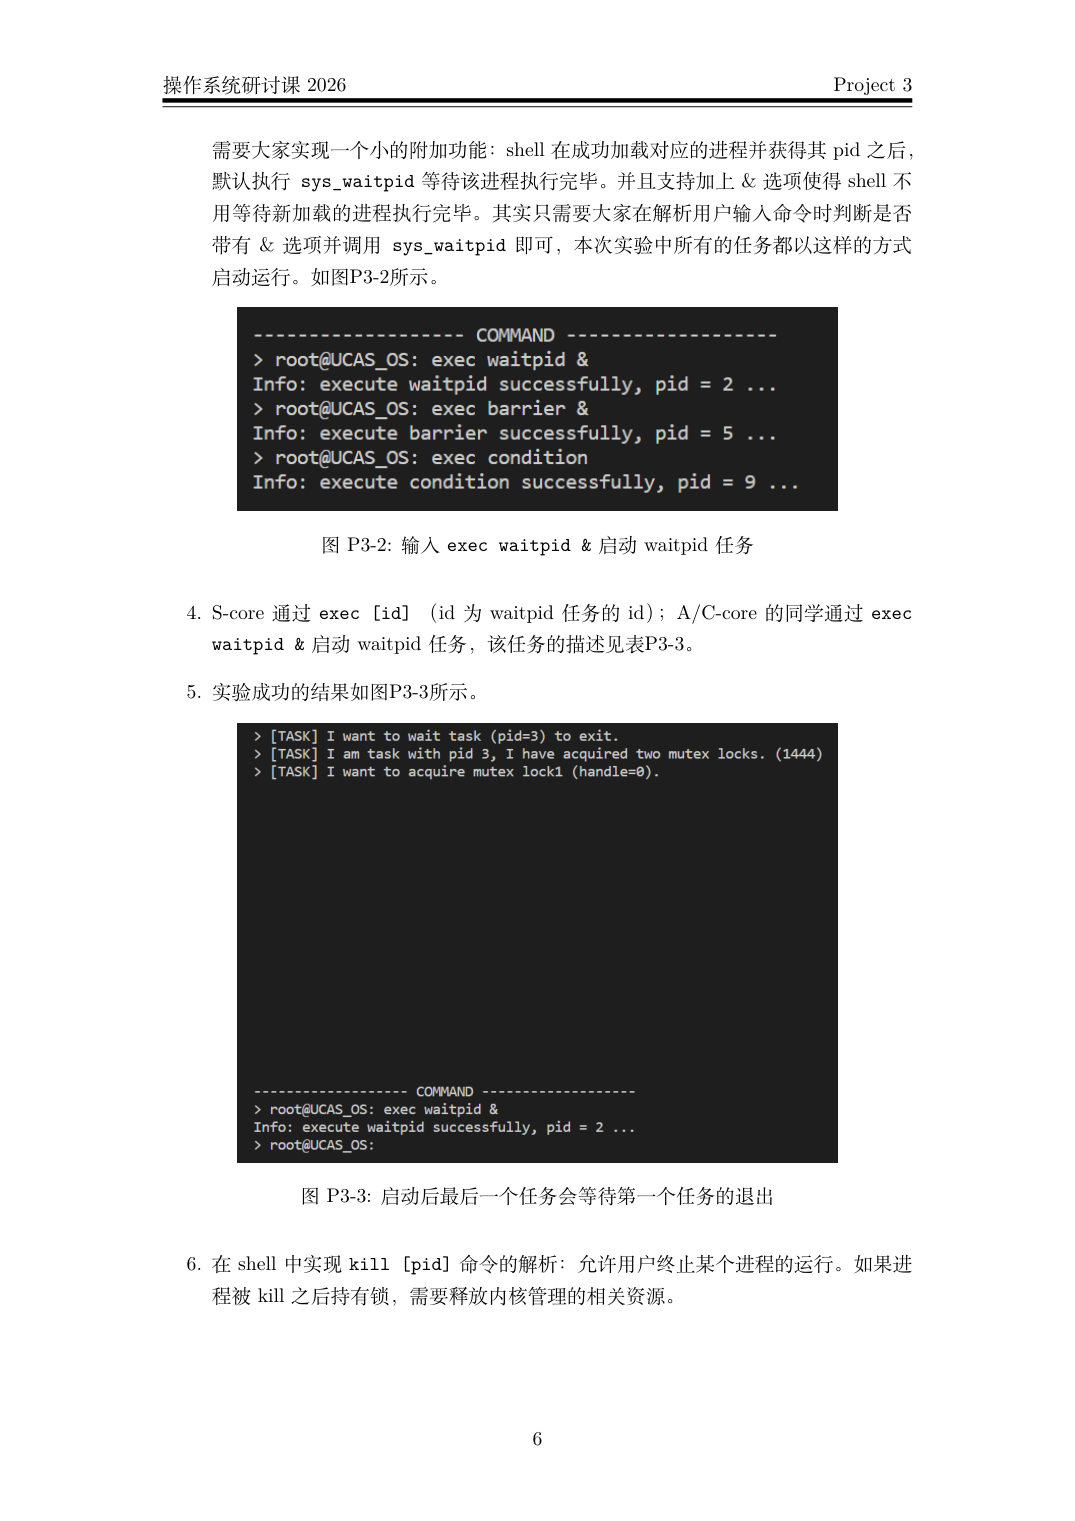 操作系统研讨课 2026
Project 3
需要大家实现一个小的附加功能：shell 在成功加载对应的进程并获得其 pid 之后，
默认执行 sys_waitpid 等待该进程执行完毕。并且支持加上 & 选项使得 shell 不
用等待新加载的进程执行完毕。其实只需要大家在解析用户输入命令时判断是否
带有 & 选项并调用 sys_waitpid 即可，本次实验中所有的任务都以这样的方式
启动运行。如图P3-2所示。
------------------- COMMAND -------------------
> root@UCAS_OS: exec waitpid &
Info: execute waitpid successfully, pid = 2 ...
> root@UCAS_OS: exec barrier &
Info: execute barrier successfully, pid = 5 ...
> root@UCAS_OS: exec condition
Info: execute condition successfully, pid = 9 ...
图 P3-2: 输入 exec waitpid & 启动 waitpid 任务
4. S-core 通过 exec [id] （id 为 waitpid 任务的 id）；A/C-core 的同学通过 exec
waitpid & 启动 waitpid 任务，该任务的描述见表P3-3。
5. 实验成功的结果如图P3-3所示。
> [TASK] I want to wait task (pid=3) to exit.
> [TASK] I am task with pid 3, I have acquired two mutex locks. (1444)
> [TASK] I want to acquire mutex lock1 (handle=0).
------------------- COMMAND -------------------
> root@UCAS_OS: exec waitpid &
Info: execute waitpid successfully, pid = 2 ...
> root@UCAS_OS:
图 P3-3: 启动后最后一个任务会等待第一个任务的退出
6. 在 shell 中实现 kill [pid] 命令的解析：允许用户终止某个进程的运行。如果进
程被 kill 之后持有锁，需要释放内核管理的相关资源。
6